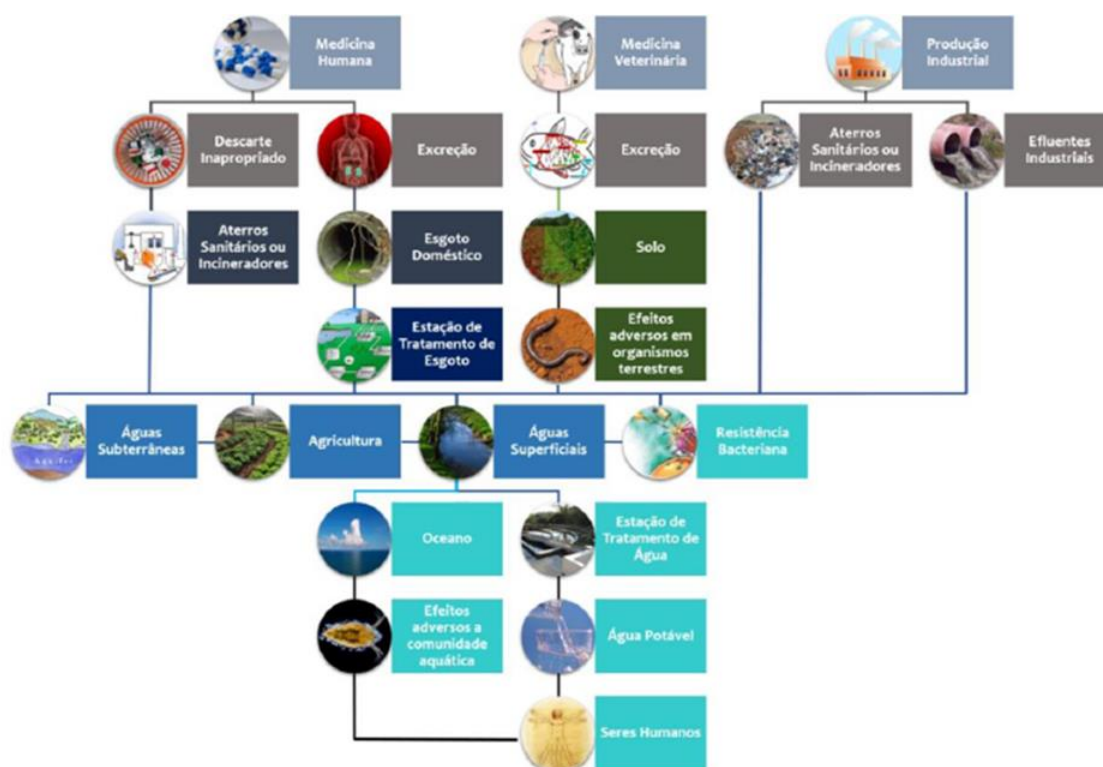 Medicina
Humana
Medicina
Veterinária
Produção
Industrial
Descarte
Inapropriado
Excreção
Excreção
Aterros
Sanitários ou
Incineradores
Efluentes
Industriais
Aterros
Sanitários ou
Incineradores
Esgoto
Doméstico
Solo
Estação de
Tratamento de
Esgoto
Efeitos
adversos em
organismos
terrestres
Águas
Subterrâneas
Agricultura
Águas
Superficiais
Resistência
Bacteriana
Oceano
Estação de
Tratamento de
Água
Efeitos
adversos a
comunidade
aquática
Água Potável
Seres Humanos